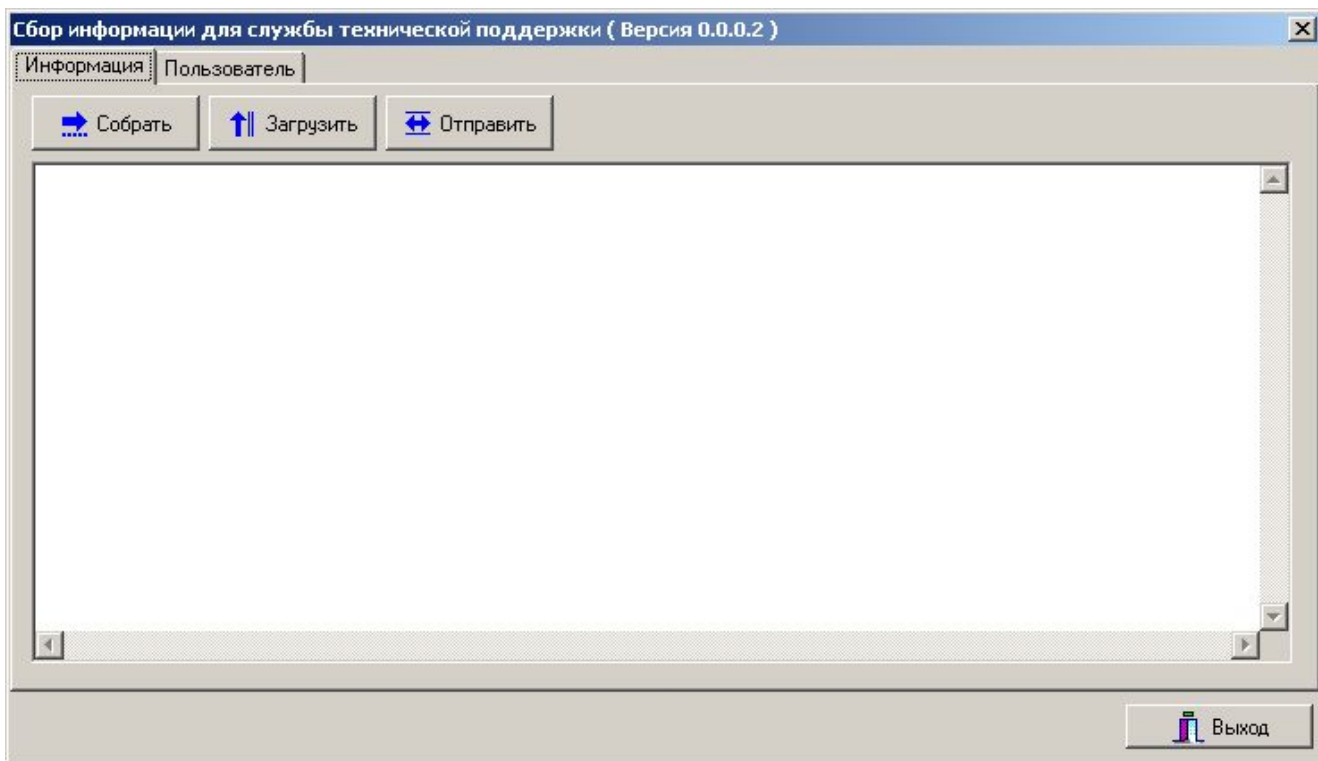 Сбор информации для службы технической поддержки ( Версия 0.0.0.2 )
Информация Пользователь
Собрать Загрузить Отправить
Выход